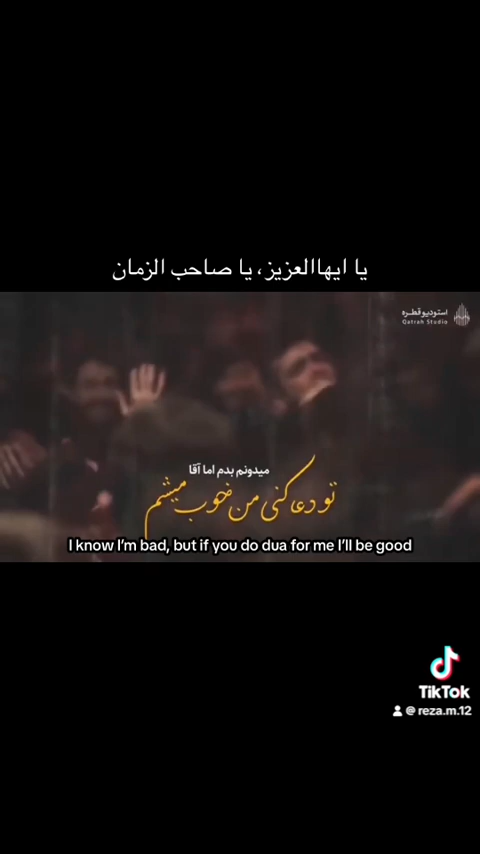 يا ايهاالعزيز، يا صاحب الزمان
استودیو قطره
Qatrah Studio
میدونم بدم اما آقا
تو دعا کنی من خوب میشم
I know I'm bad, but if you do dua for me I'll be good
TikTok
@ reza.m.12